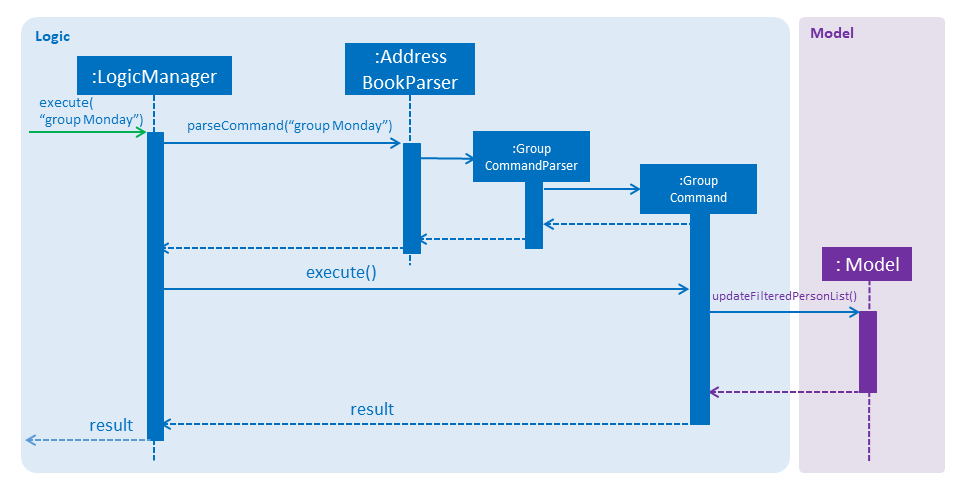 Logic
Model
:LogicManager
:Address
BookParser
execute(
“group Monday”)
parseCommand(“group Monday”)
:Group
CommandParser
:Group
Command
: Model
execute()
updateFilteredPersonList()
result
result